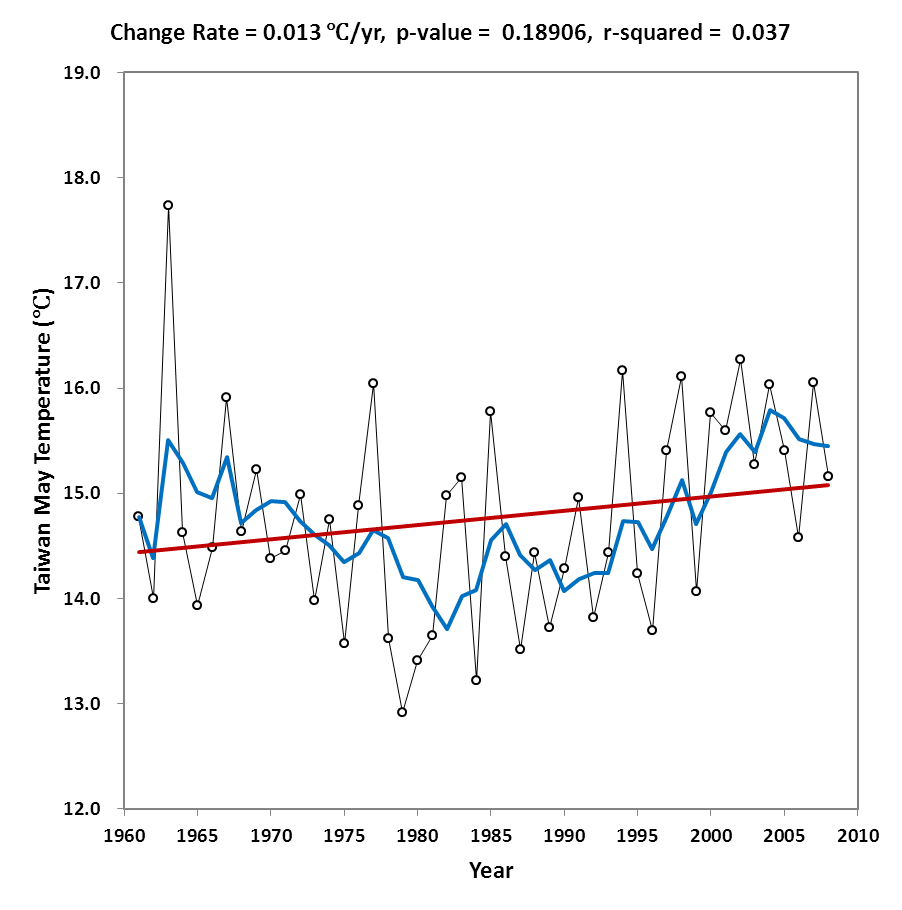 Change Rate = 0.013 ℃/yr, p-value = 0.18906, r-squared = 0.037
19.0
18.0
17.0
16.0
15.0
14.0
13.0
12.0
Taiwan May Temperature (℃)
1960 1965 1970 1975 1980 1985 1990 1995 2000 2005 2010
Year